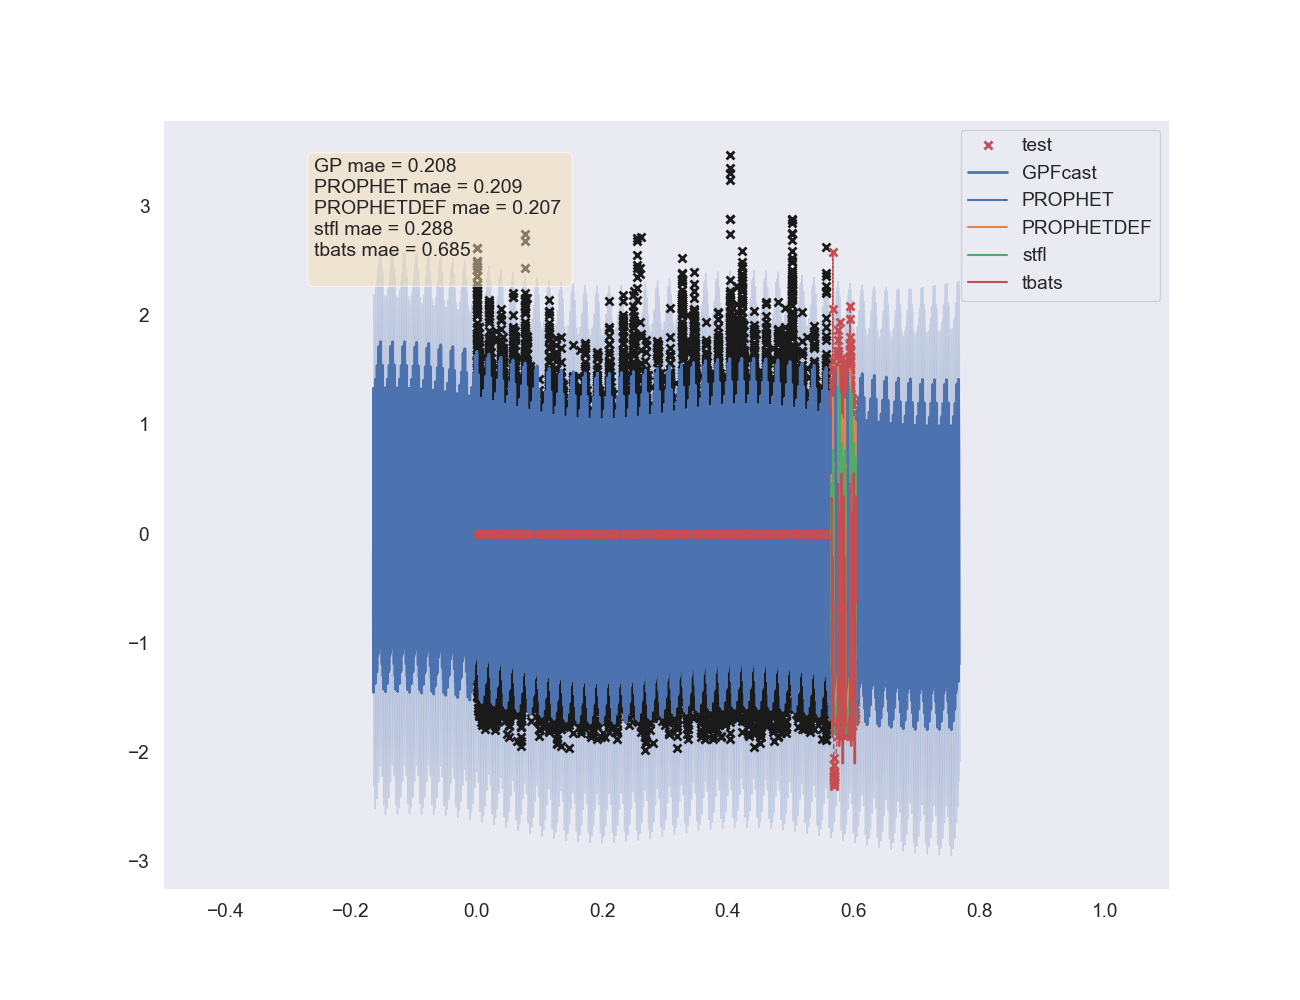 GP mae = 0.208
PROPHET mae = 0.209
PROPHETDEF mae = 0.207
stfl mae = 0.288
tbats mae = 0.685
test
GPFcast
PROPHET
PROPHETDEF
stfl
tbats
3
2
1
0
−1
−2
−3
−0.4 −0.2 0.0 0.2 0.4 0.6 0.8 1.0